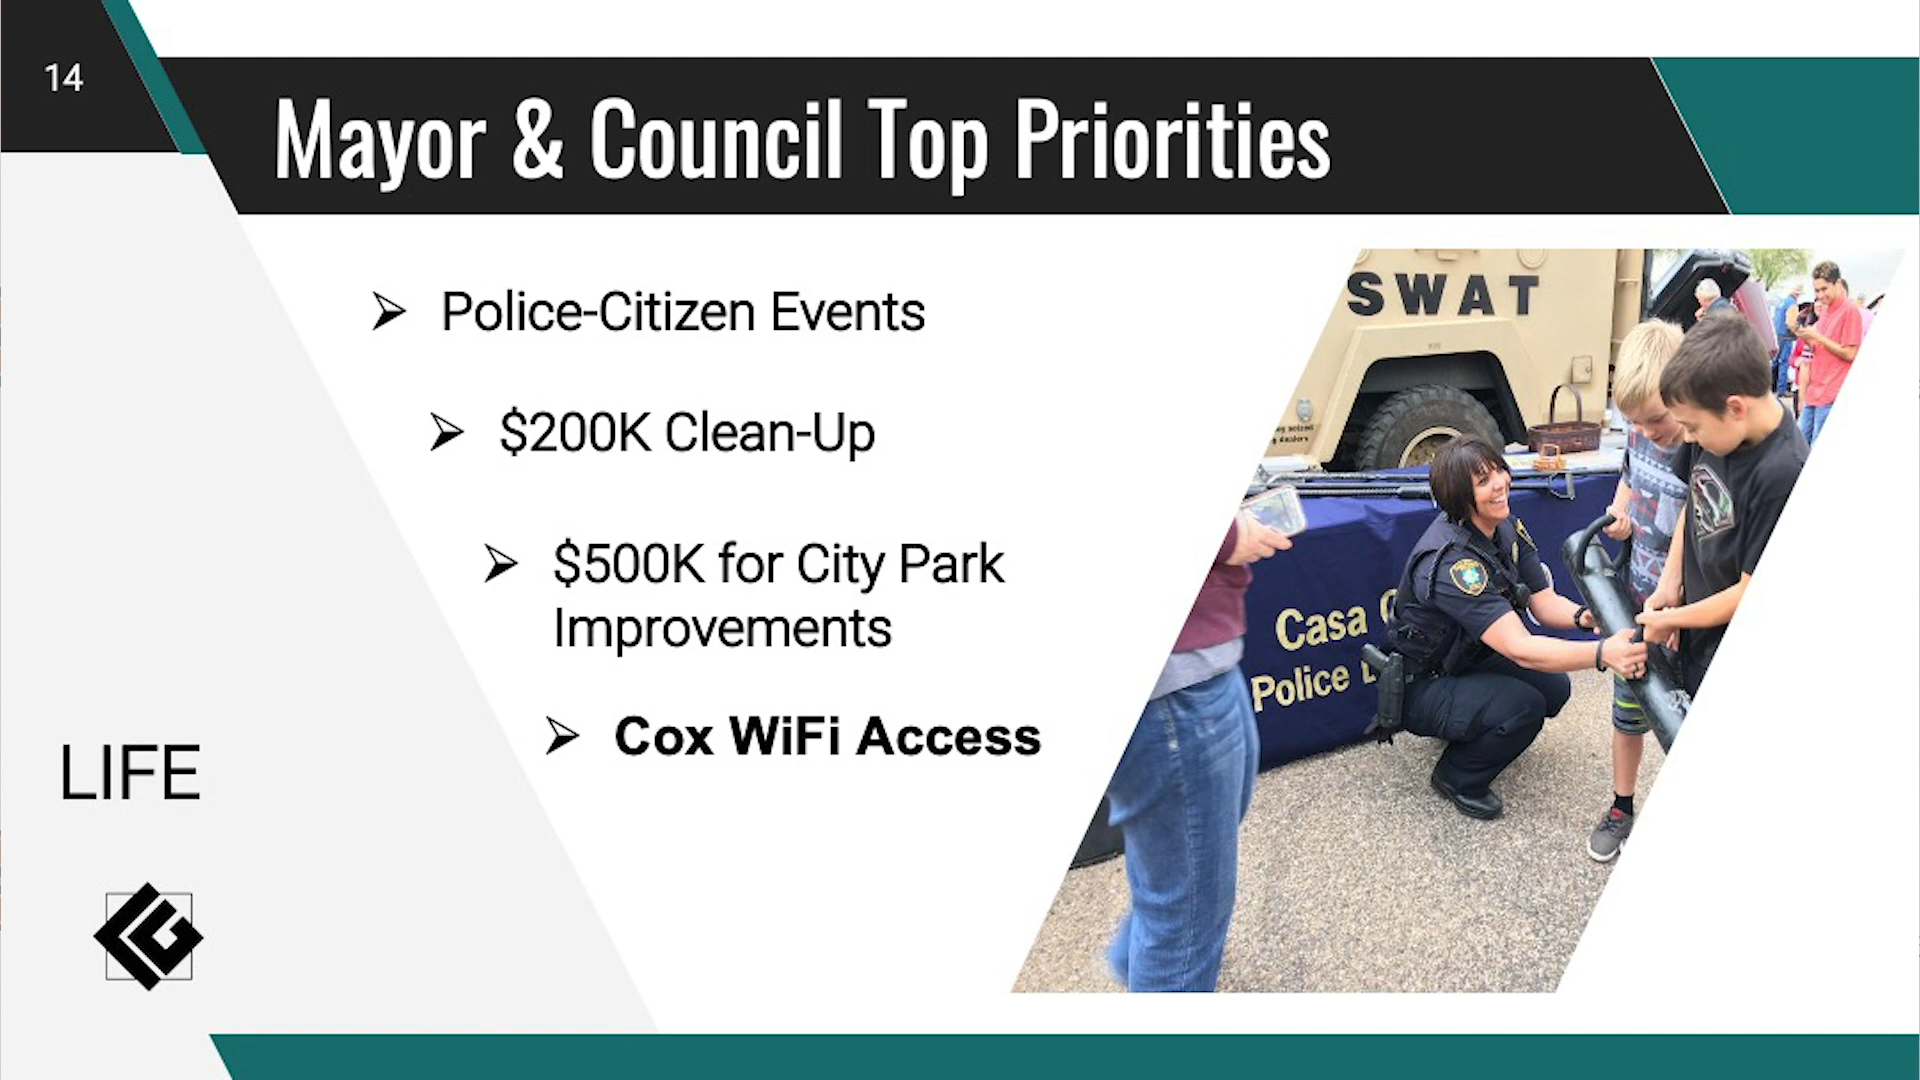 14
Mayor & Council Top Priorities
Police-Citizen Events
$200K Clean-Up
$500K for City Park
Improvements
Cox WiFi Access
LIFE
SWAT
Casa
Police